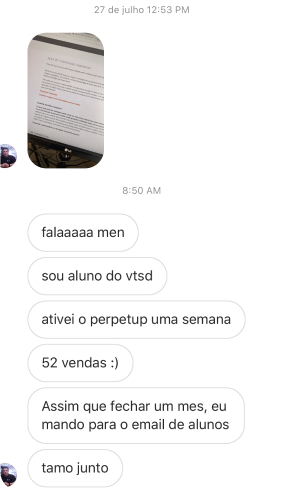 27 de julho 12:53 PM
8:50 AM
falaaaaa men
sou aluno do vtsd
ativei o perpetup uma semana
52 vendas :)
Assim que fechar um mes, eu
mando para o email de alunos
tamo junto